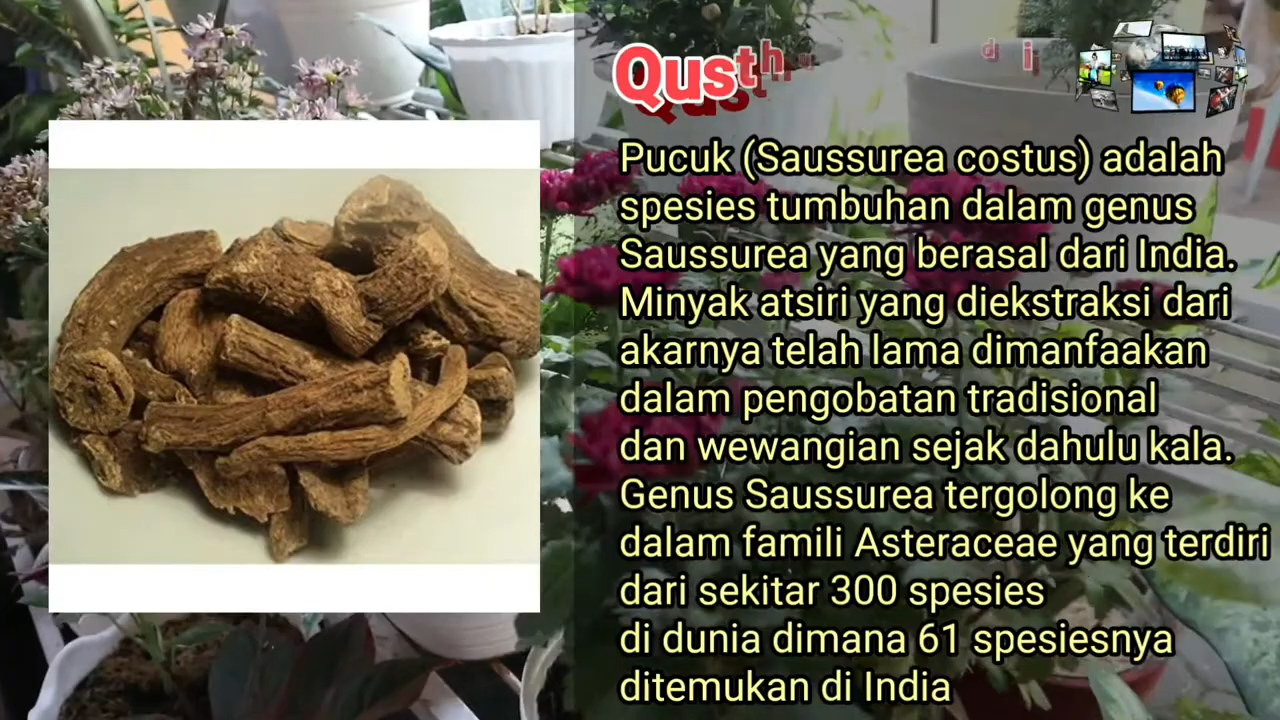 Qusth
Pucuk (Saussurea costus) adalah
spesies tumbuhan dalam genus
Saussurea yang berasal dari India.
Minyak atsiri yang diekstraksi dari
akarnya telah lama dimanfaakan
dalam pengobatan tradisional
dan wewangian sejak dahulu kala.
Genus Saussurea tergolong ke
dalam famili Asteraceae yang terdiri
dari sekitar 300 spesies
di dunia dimana 61 spesiesnya
ditemukan di India